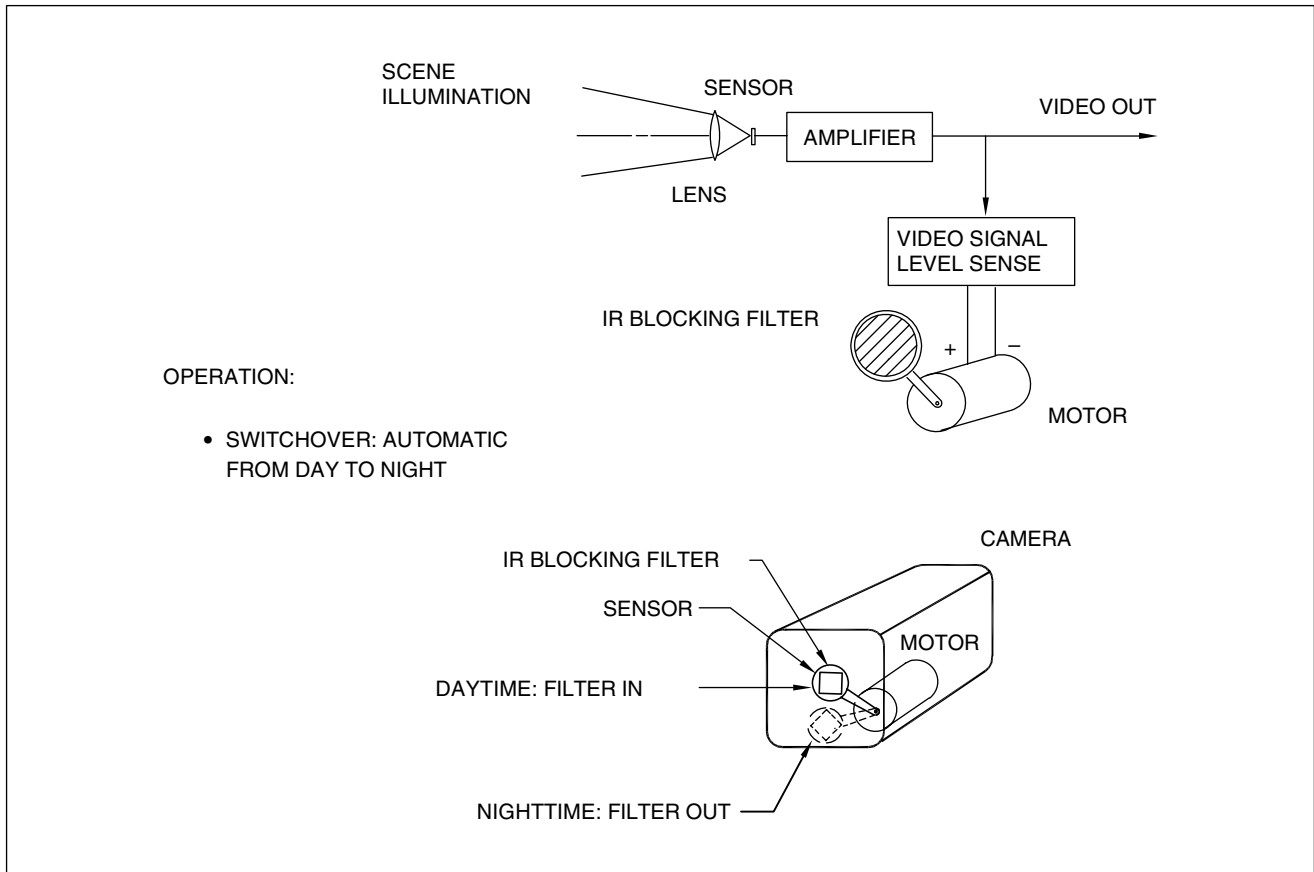 SCENE
ILLUMINATION
SENSOR
VIDEO OUT
AMPLIFIER
LENS
VIDEO SIGNAL
LEVEL SENSE
IR BLOCKING FILTER
+
–
OPERATION:
MOTOR
• SWITCHOVER: AUTOMATIC
FROM DAY TO NIGHT
CAMERA
IR BLOCKING FILTER
SENSOR
MOTOR
DAYTIME: FILTER IN
NIGHTTIME: FILTER OUT